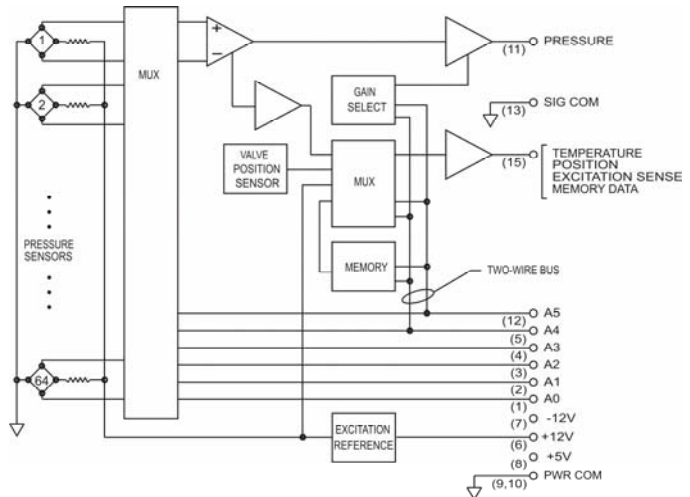 1
2
64
PRESSURE
SENSORS
MUX
+
−
GAIN
SELECT
VALVE
POSITION
SENSOR
MUX
MEMORY
TWO-WIRE BUS
EXCITATION
REFERENCE
(11) PRESSURE
(13) SIG COM
(15) TEMPERATURE
POSITION
EXCITATION SENSE
MEMORY DATA
(12) A5
(5) A4
(4) A3
(3) A2
(2) A1
(1) A0
(7) -12V
(6) +12V
(8) +5V
(9,10) PWR COM